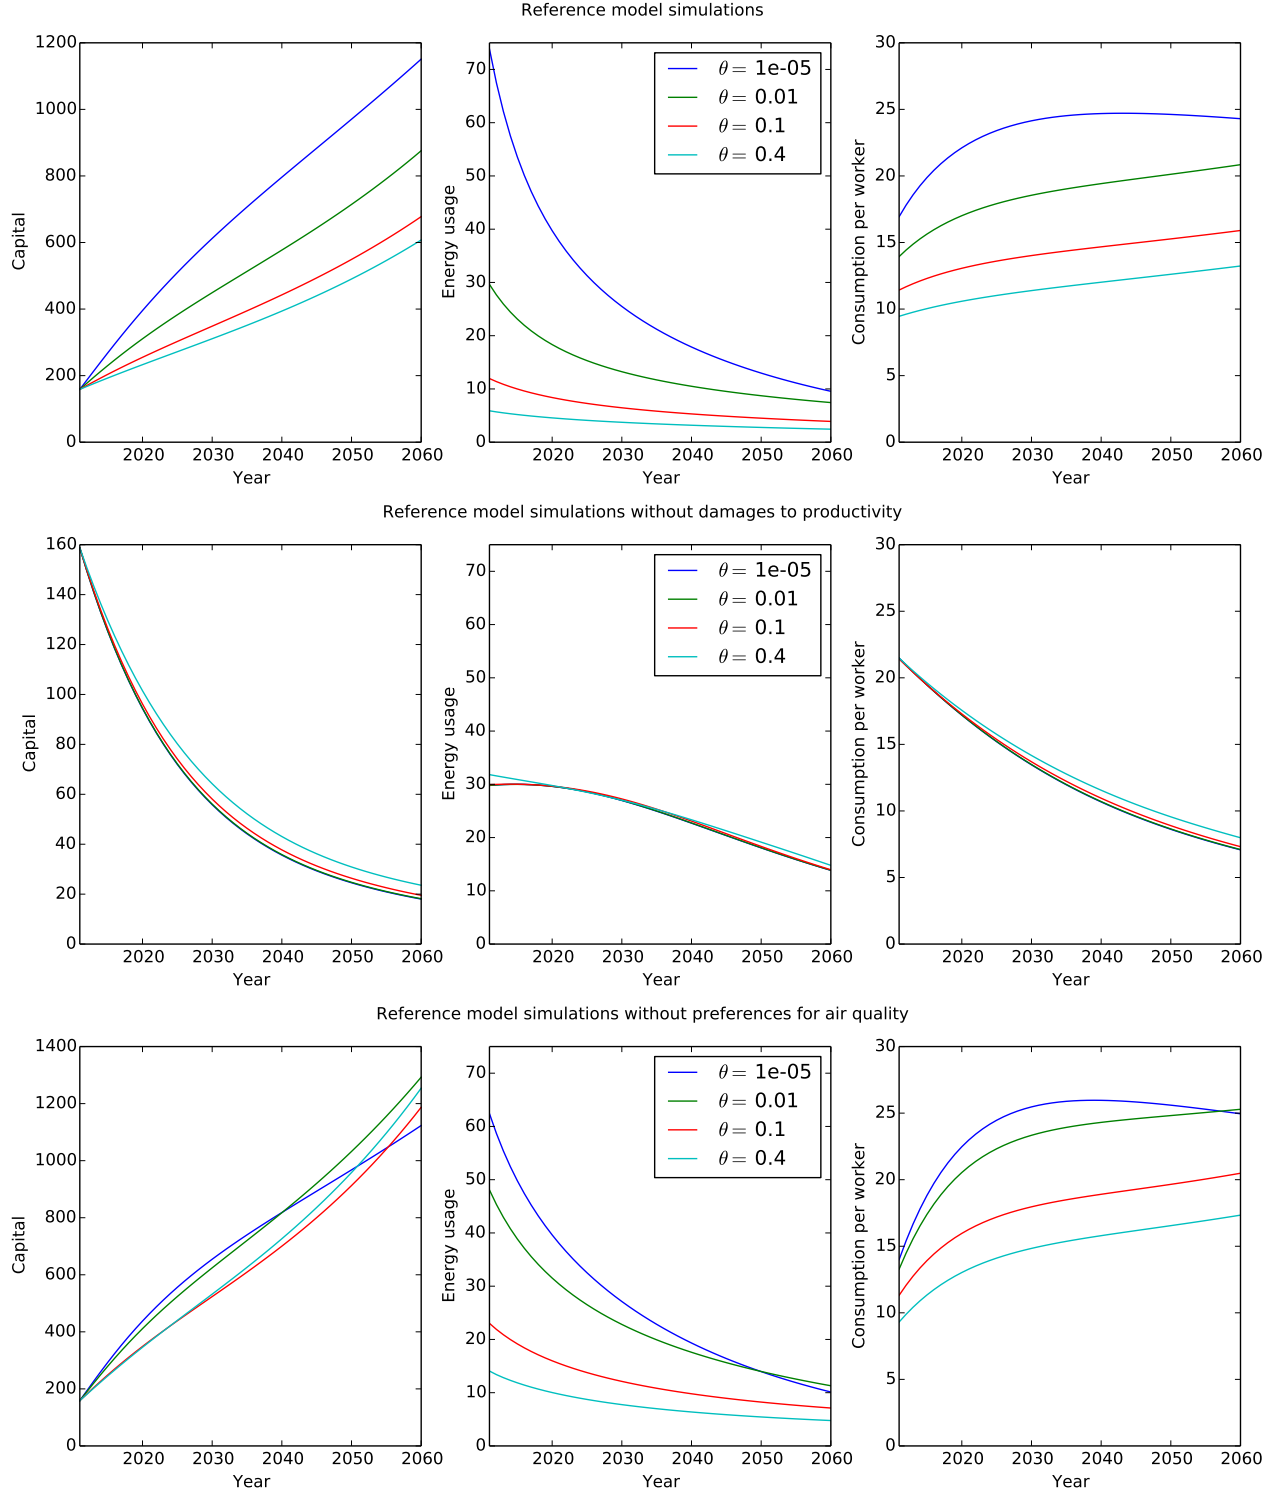 Reference model simulations
1200
1000
800
600
400
200
0
Capital
2020 2030 2040 2050 2060
Year
70
60
50
40
30
20
10
0
Energy usage
θ = 1e-05
θ = 0.01
θ = 0.1
θ = 0.4
2020 2030 2040 2050 2060
Year
30
25
20
15
10
5
0
Consumption per worker
2020 2030 2040 2050 2060
Year
Reference model simulations without damages to productivity
160
140
120
100
80
60
40
20
0
Capital
2020 2030 2040 2050 2060
Year
70
60
50
40
30
20
10
0
Energy usage
θ = 1e-05
θ = 0.01
θ = 0.1
θ = 0.4
2020 2030 2040 2050 2060
Year
30
25
20
15
10
5
0
Consumption per worker
2020 2030 2040 2050 2060
Year
Reference model simulations without preferences for air quality
1400
1200
1000
800
600
400
200
0
Capital
2020 2030 2040 2050 2060
Year
70
60
50
40
30
20
10
0
Energy usage
θ = 1e-05
θ = 0.01
θ = 0.1
θ = 0.4
2020 2030 2040 2050 2060
Year
30
25
20
15
10
5
0
Consumption per worker
2020 2030 2040 2050 2060
Year